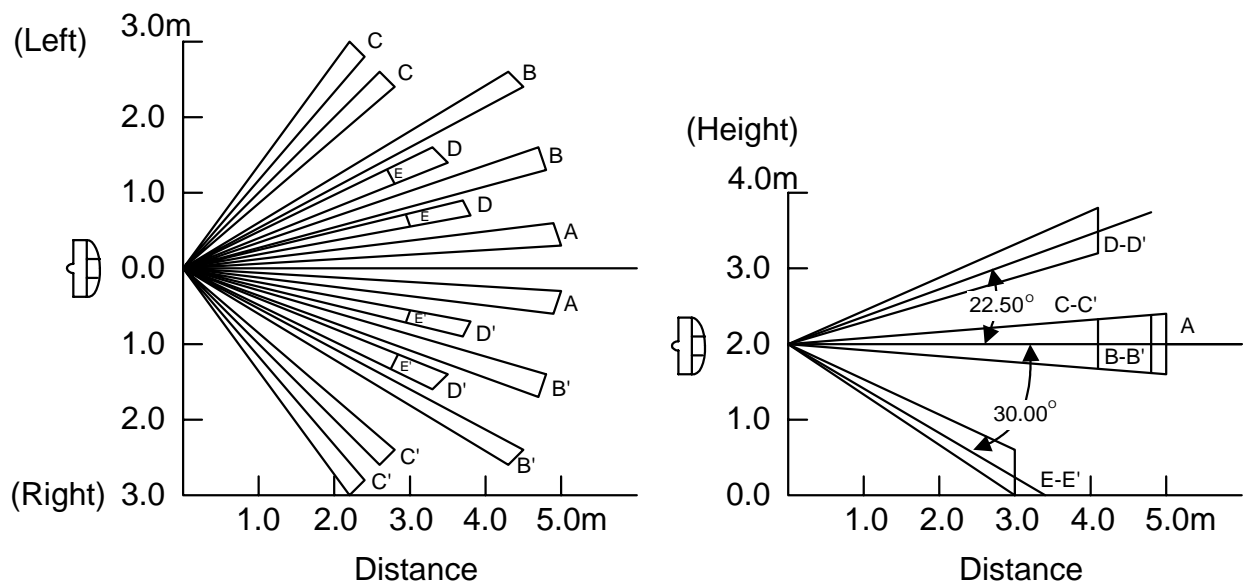 (Left)
3.0m
2.0
1.0
0.0
1.0
2.0
(Right)
3.0
C
C
B
D
E
B
D
E
A
A
E'
D'
E'
B'
D'
C'
B'
C'
1.0
2.0
3.0
4.0
5.0m
Distance
(Height)
4.0m
3.0
2.0
1.0
0.0
D-D'
22.50°
C-C'
A
B-B'
30.00°
E-E'
1.0
2.0
3.0
4.0
5.0m
Distance